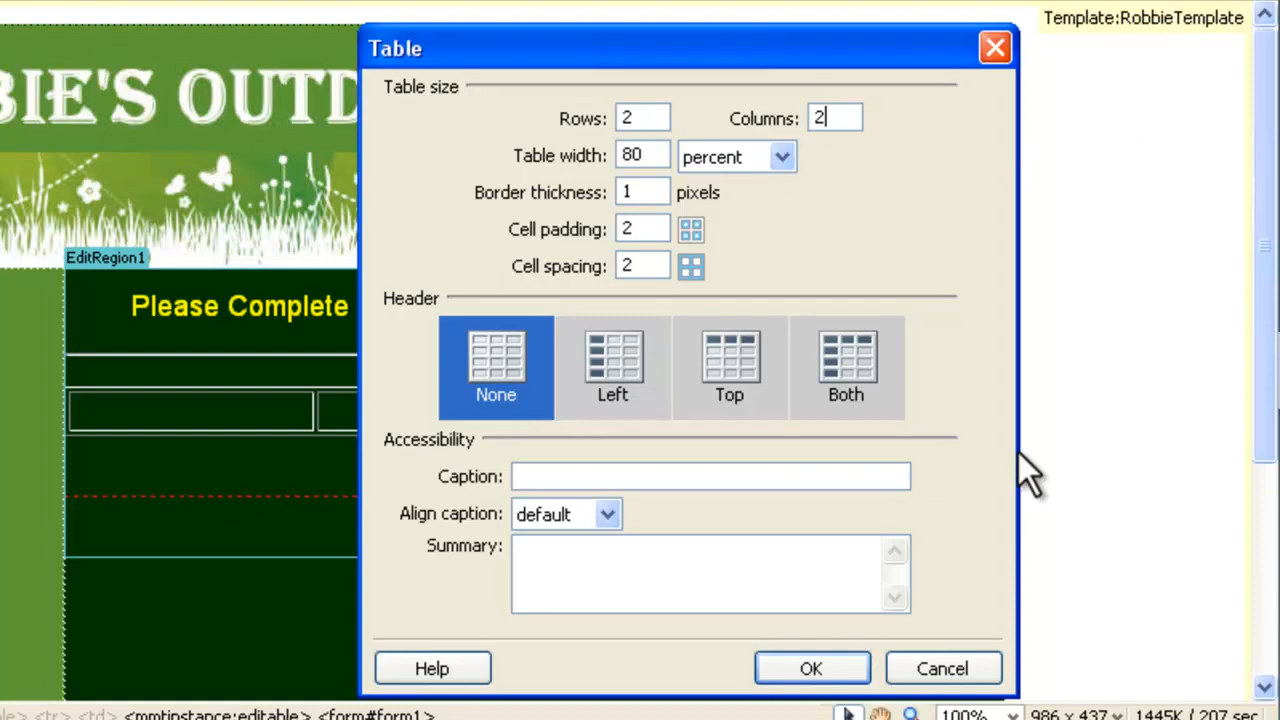 Template:RobbieTemplate
BIE'S OUTD
Table
Table size
Rows: 2 Columns: 2
Table width: 80 percent
Border thickness: 1 pixels
Cell padding: 2
Cell spacing: 2
EditRegion1
Please Complete
Header
None Left Top Both
Accessibility
Caption:
Align caption: default
Summary:
Help OK Cancel
<tr> <td> <mmtinstance:editable> <form#form1> 100% 986 x 437 1445K / 207 sec